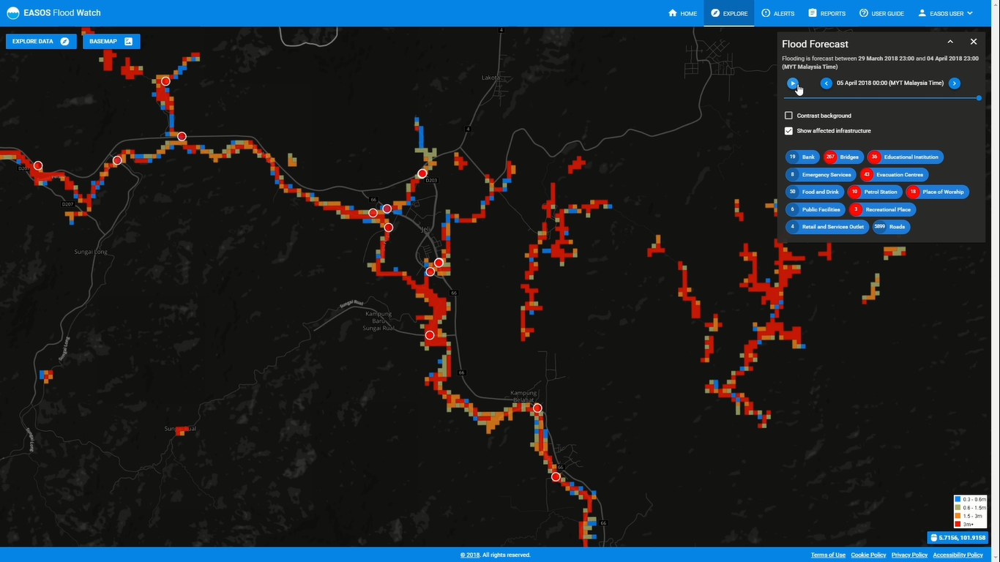 EASOS Flood Watch
HOME
EXPLORE
ALERTS
REPORTS
USER GUIDE
EASOS USER
EXPLORE DATA
BASEMAP
Flood Forecast
Flooding is forecast between 29 March 2018 23:00 and 04 April 2018 23:00
(MYT Malaysia Time)
05 April 2018 00:00 (MYT Malaysia Time)
Contrast background
Show affected infrastructure
19 Bank
267 Bridges
36 Educational Institution
8 Emergency Services
43 Evacuation Centres
50 Food and Drink
10 Petrol Station
18 Place of Worship
6 Public Facilities
3 Recreational Place
4 Retail and Services Outlet
5899 Roads
4
Lakota
4
D207
D203
66
D207
Jeli
Sungai Long
66
Sungai Rual
Kampung
Baru
Sungai Rual
Sungai Long
66
Kampung
Belahat
Sungai Long
66
66
0.3 - 0.6m
0.6 - 1.5m
1.5 - 3m
3m+
5.7156, 101.9158
© 2018. All rights reserved.
Terms of Use
Cookie Policy
Privacy Policy
Accessibility Policy